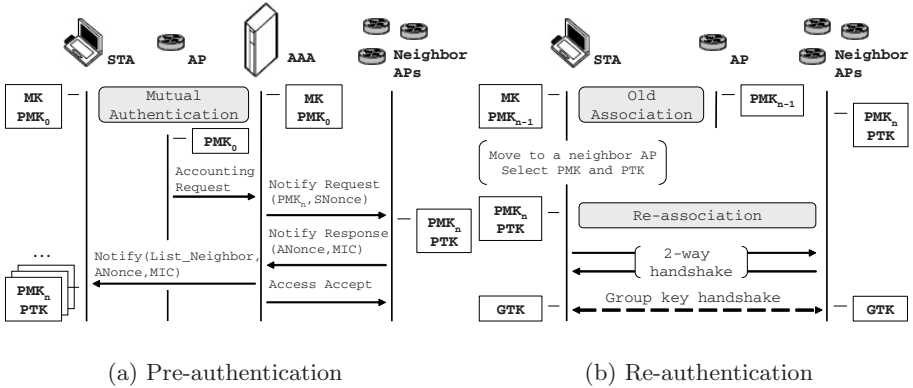 STA
AP
AAA
Neighbor
APs
MK
PMK0
Mutual
Authentication
MK
PMK0
PMK0
Accounting
Request
Notify Request
(PMKn,SNonce)
PMKn
PTK
Notify Response
(ANonce,MIC)
...
Notify(List_Neighbor,
ANonce,MIC)
Access Accept
PMKn
PTK
(a) Pre-authentication
STA
AP
Neighbor
APs
MK
PMKn-1
Old
Association
PMKn-1
PMKn
PTK
Move to a neighbor AP
Select PMK and PTK
PMKn
PTK
Re-association
2-way
handshake
Group key handshake
GTK
GTK
(b) Re-authentication